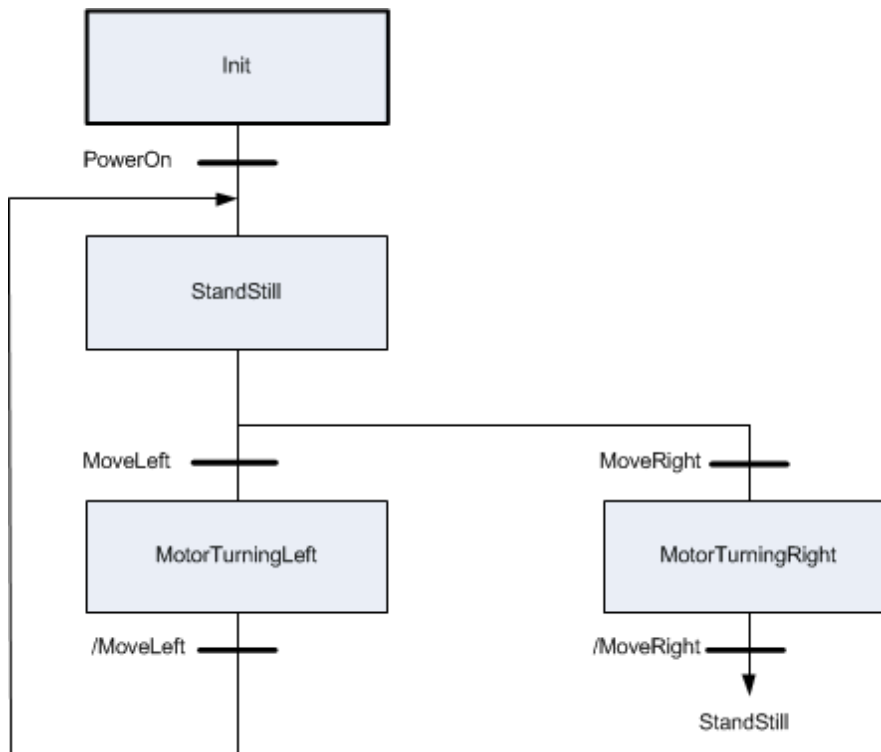 Init
PowerOn
StandStill
MoveLeft
MoveRight
MotorTurningLeft
MotorTurningRight
/MoveLeft
/MoveRight
StandStill